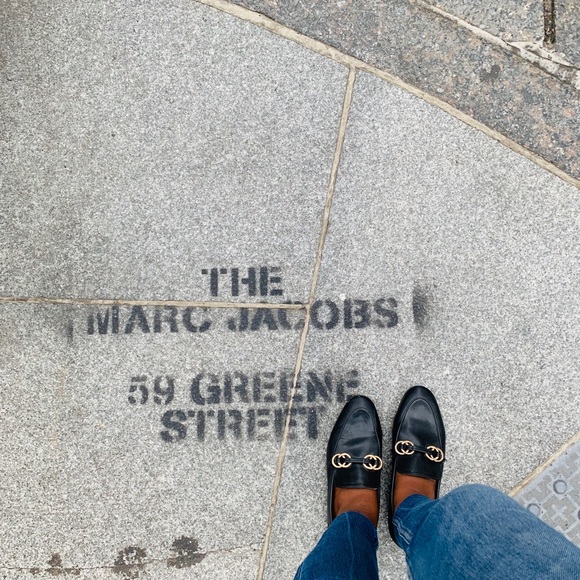 THE
MARC JACOBS
59 GREENE
STREET